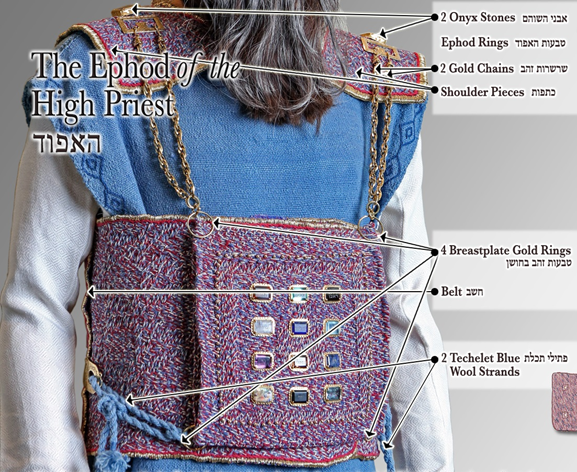 The Ephod of the
High Priest
האפוד
2 Onyx Stones אבני השוהם
Ephod Rings טבעות האפוד
2 Gold Chains שרשרות זהב
Shoulder Pieces כתפות
4 Breastplate Gold Rings
טבעות זהב בחושן
Belt חשב
2 Techelet Blue פתילי תכלת
Wool Strands